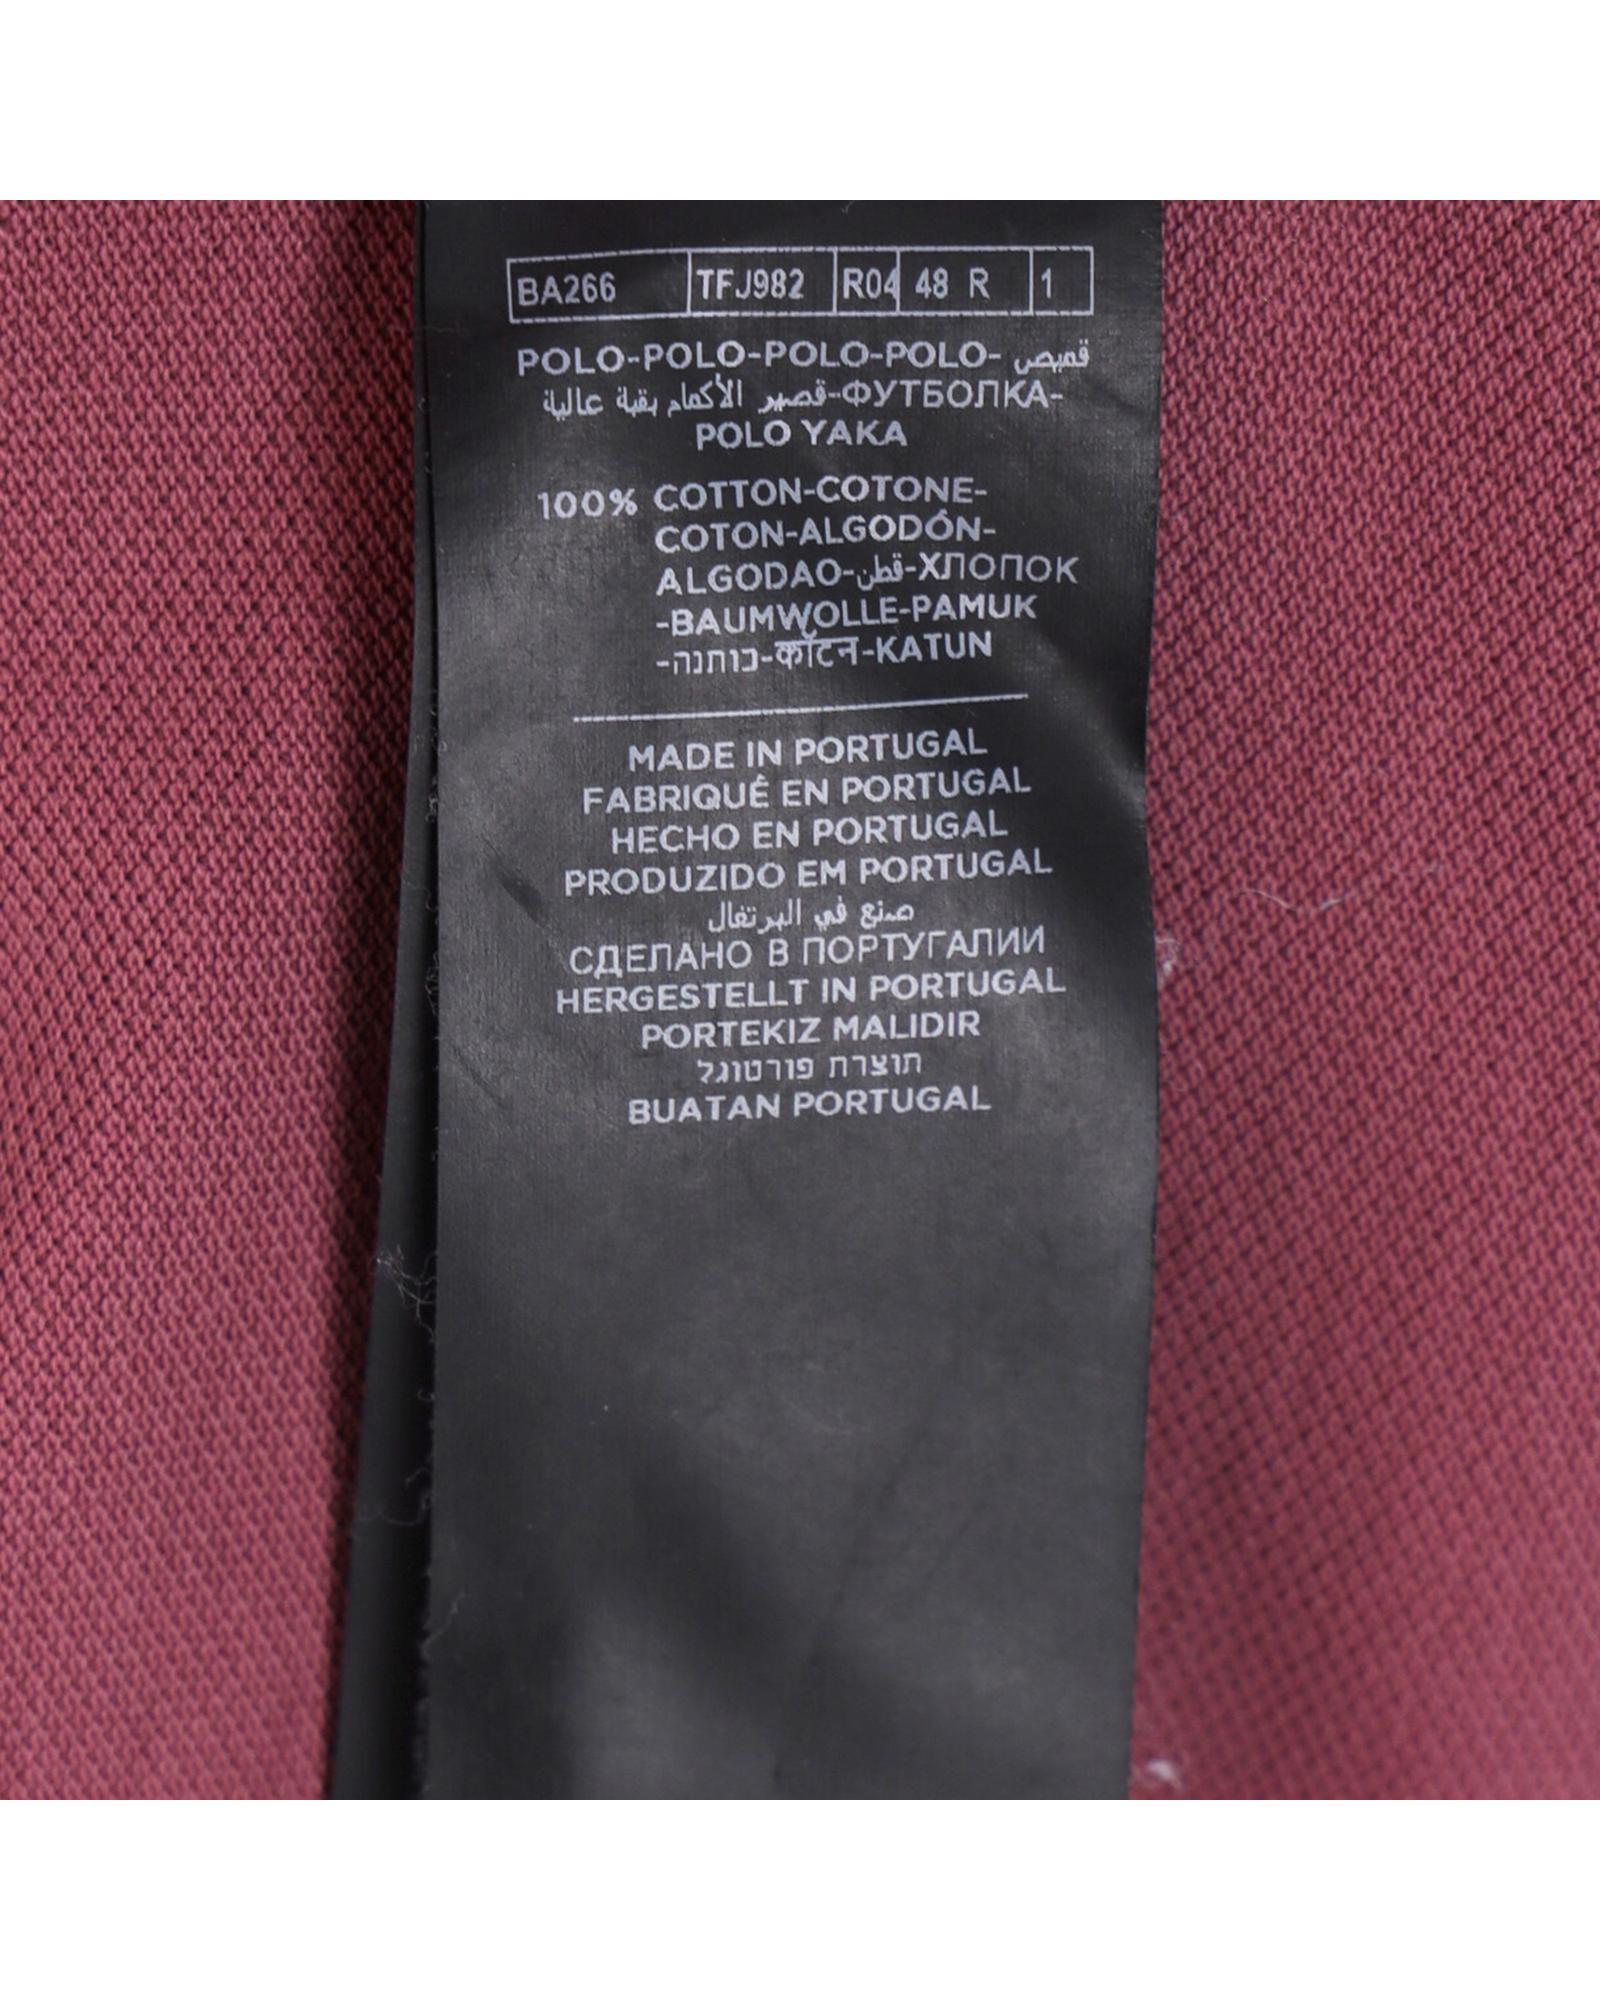 BA266 TFJ982 R04 48 R 1
POLO-POLO-POLO-POLO- قميص
قصير الأكمام بقبة عالية-ФУТБОЛКА-
POLO YAKA
100% COTTON-COTONE-
COTON-ALGODÓN-
ALGODAO-قطن-ХЛОПОК
-BAUMWOLLE-PAMUK
-כותנה-कॉटन-KATUN
MADE IN PORTUGAL
FABRIQUÉ EN PORTUGAL
HECHO EN PORTUGAL
PRODUZIDO EM PORTUGAL
صنع في البرتغال
СДЕЛАНО В ПОРТУГАЛИИ
HERGESTELLT IN PORTUGAL
PORTEKIZ MALIDIR
תוצרת פורטוגל
BUATAN PORTUGAL